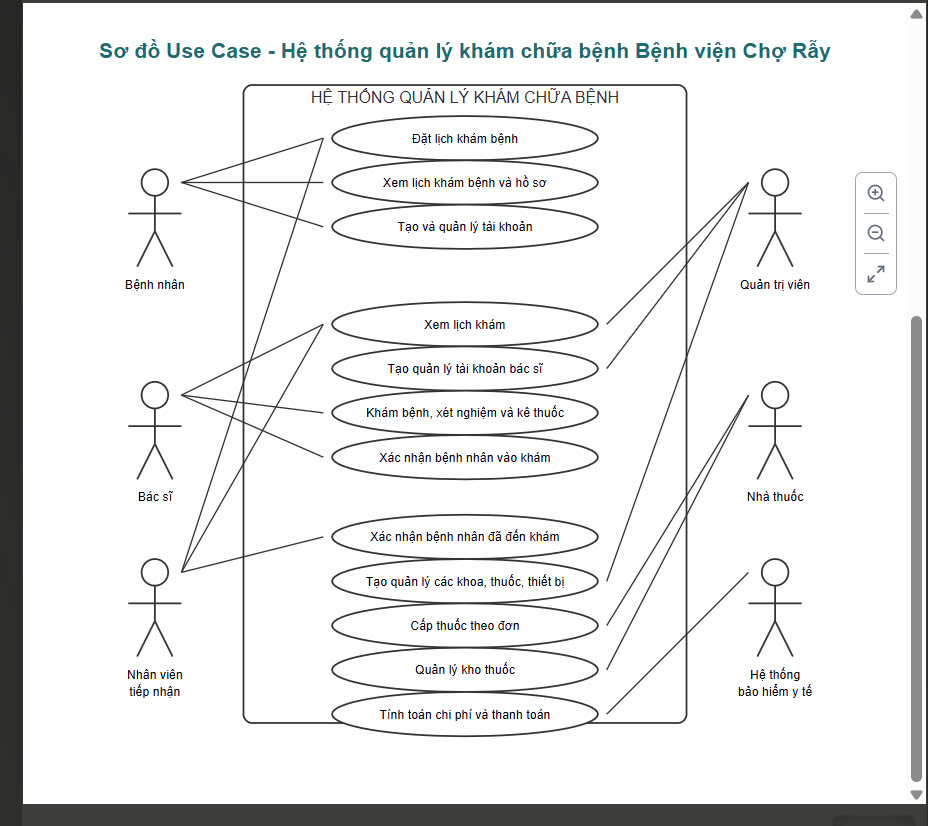 Sơ đồ Use Case - Hệ thống quản lý khám chữa bệnh Bệnh viện Chợ Rẫy
HỆ THỐNG QUẢN LÝ KHÁM CHỮA BỆNH
Đặt lịch khám bệnh
Xem lịch khám bệnh và hồ sơ
Tạo và quản lý tài khoản
Bệnh nhân
Quản trị viên
Xem lịch khám
Tạo quản lý tài khoản bác sĩ
Khám bệnh, xét nghiệm và kê thuốc
Xác nhận bệnh nhân vào khám
Bác sĩ
Nhà thuốc
Xác nhận bệnh nhân đã đến khám
Tạo quản lý các khoa, thuốc, thiết bị
Cấp thuốc theo đơn
Quản lý kho thuốc
Tính toán chi phí và thanh toán
Nhân viên
tiếp nhận
Hệ thống
bảo hiểm y tế